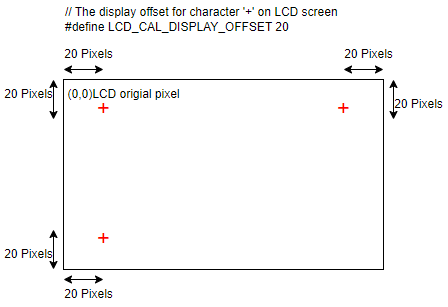 // The display offset for character '+' on LCD screen
#define LCD_CAL_DISPLAY_OFFSET 20
20 Pixels
20 Pixels
20 Pixels
(0,0)LCD origial pixel
20 Pixels
+
+
+
20 Pixels
20 Pixels